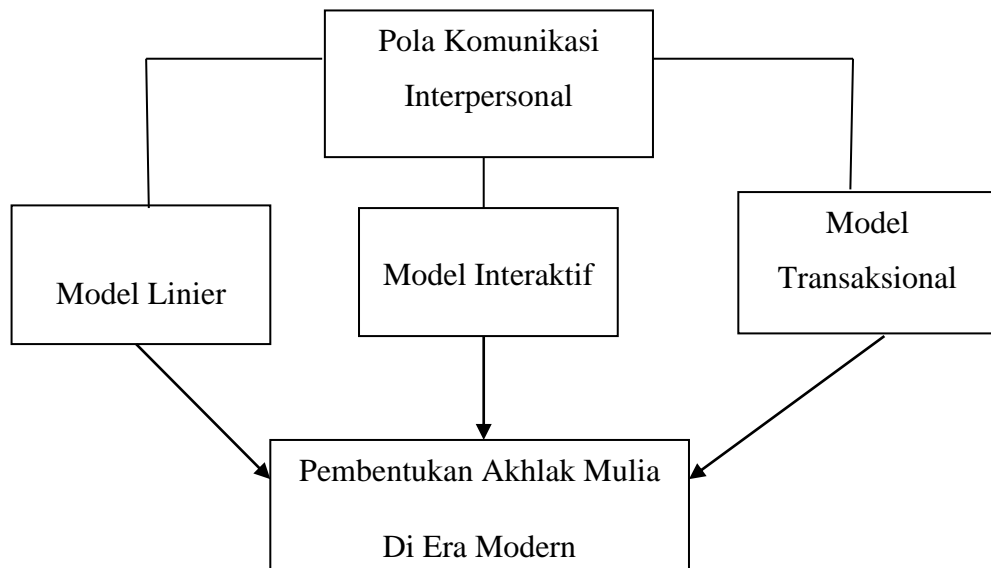 Pola Komunikasi
Interpersonal
Model Linier
Model Interaktif
Model
Transaksional
Pembentukan Akhlak Mulia
Di Era Modern